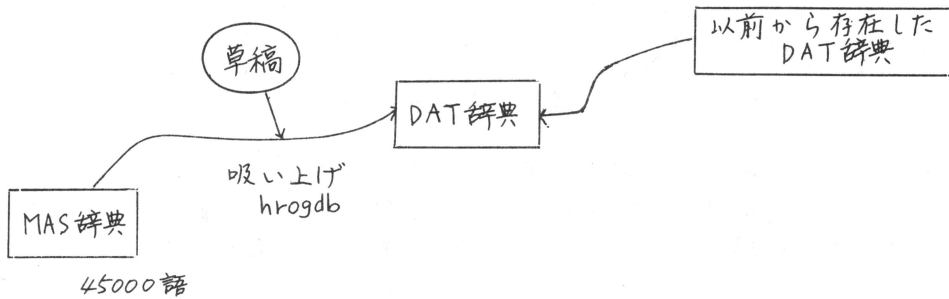 以前から存在した
DAT辞典
草稿
DAT辞典
吸い上げ
hrogdb
MAS辞典
45000語